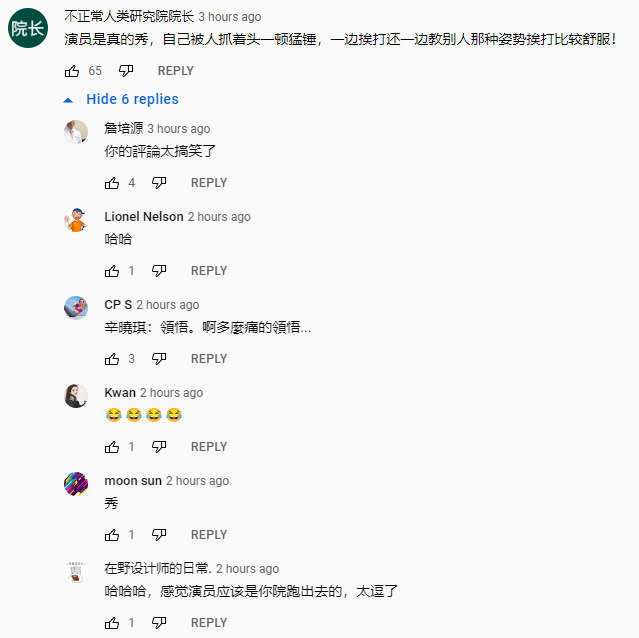 院长
不正常人类研究院院长 3 hours ago
演员是真的秀，自己被人抓着头一顿猛锤，一边挨打还一边教别人那种姿势挨打比较舒服！
65 REPLY
Hide 6 replies
詹培源 3 hours ago
你的評論太搞笑了
4 REPLY
Lionel Nelson 2 hours ago
哈哈
1 REPLY
CP S 2 hours ago
辛曉琪：領悟。啊多麼痛的領悟...
3 REPLY
Kwan 2 hours ago
😂😂😂😂
1 REPLY
moon sun 2 hours ago
秀
1 REPLY
在野设计师的日常. 2 hours ago
哈哈哈，感觉演员应该是你院跑出去的，太逗了
1 REPLY